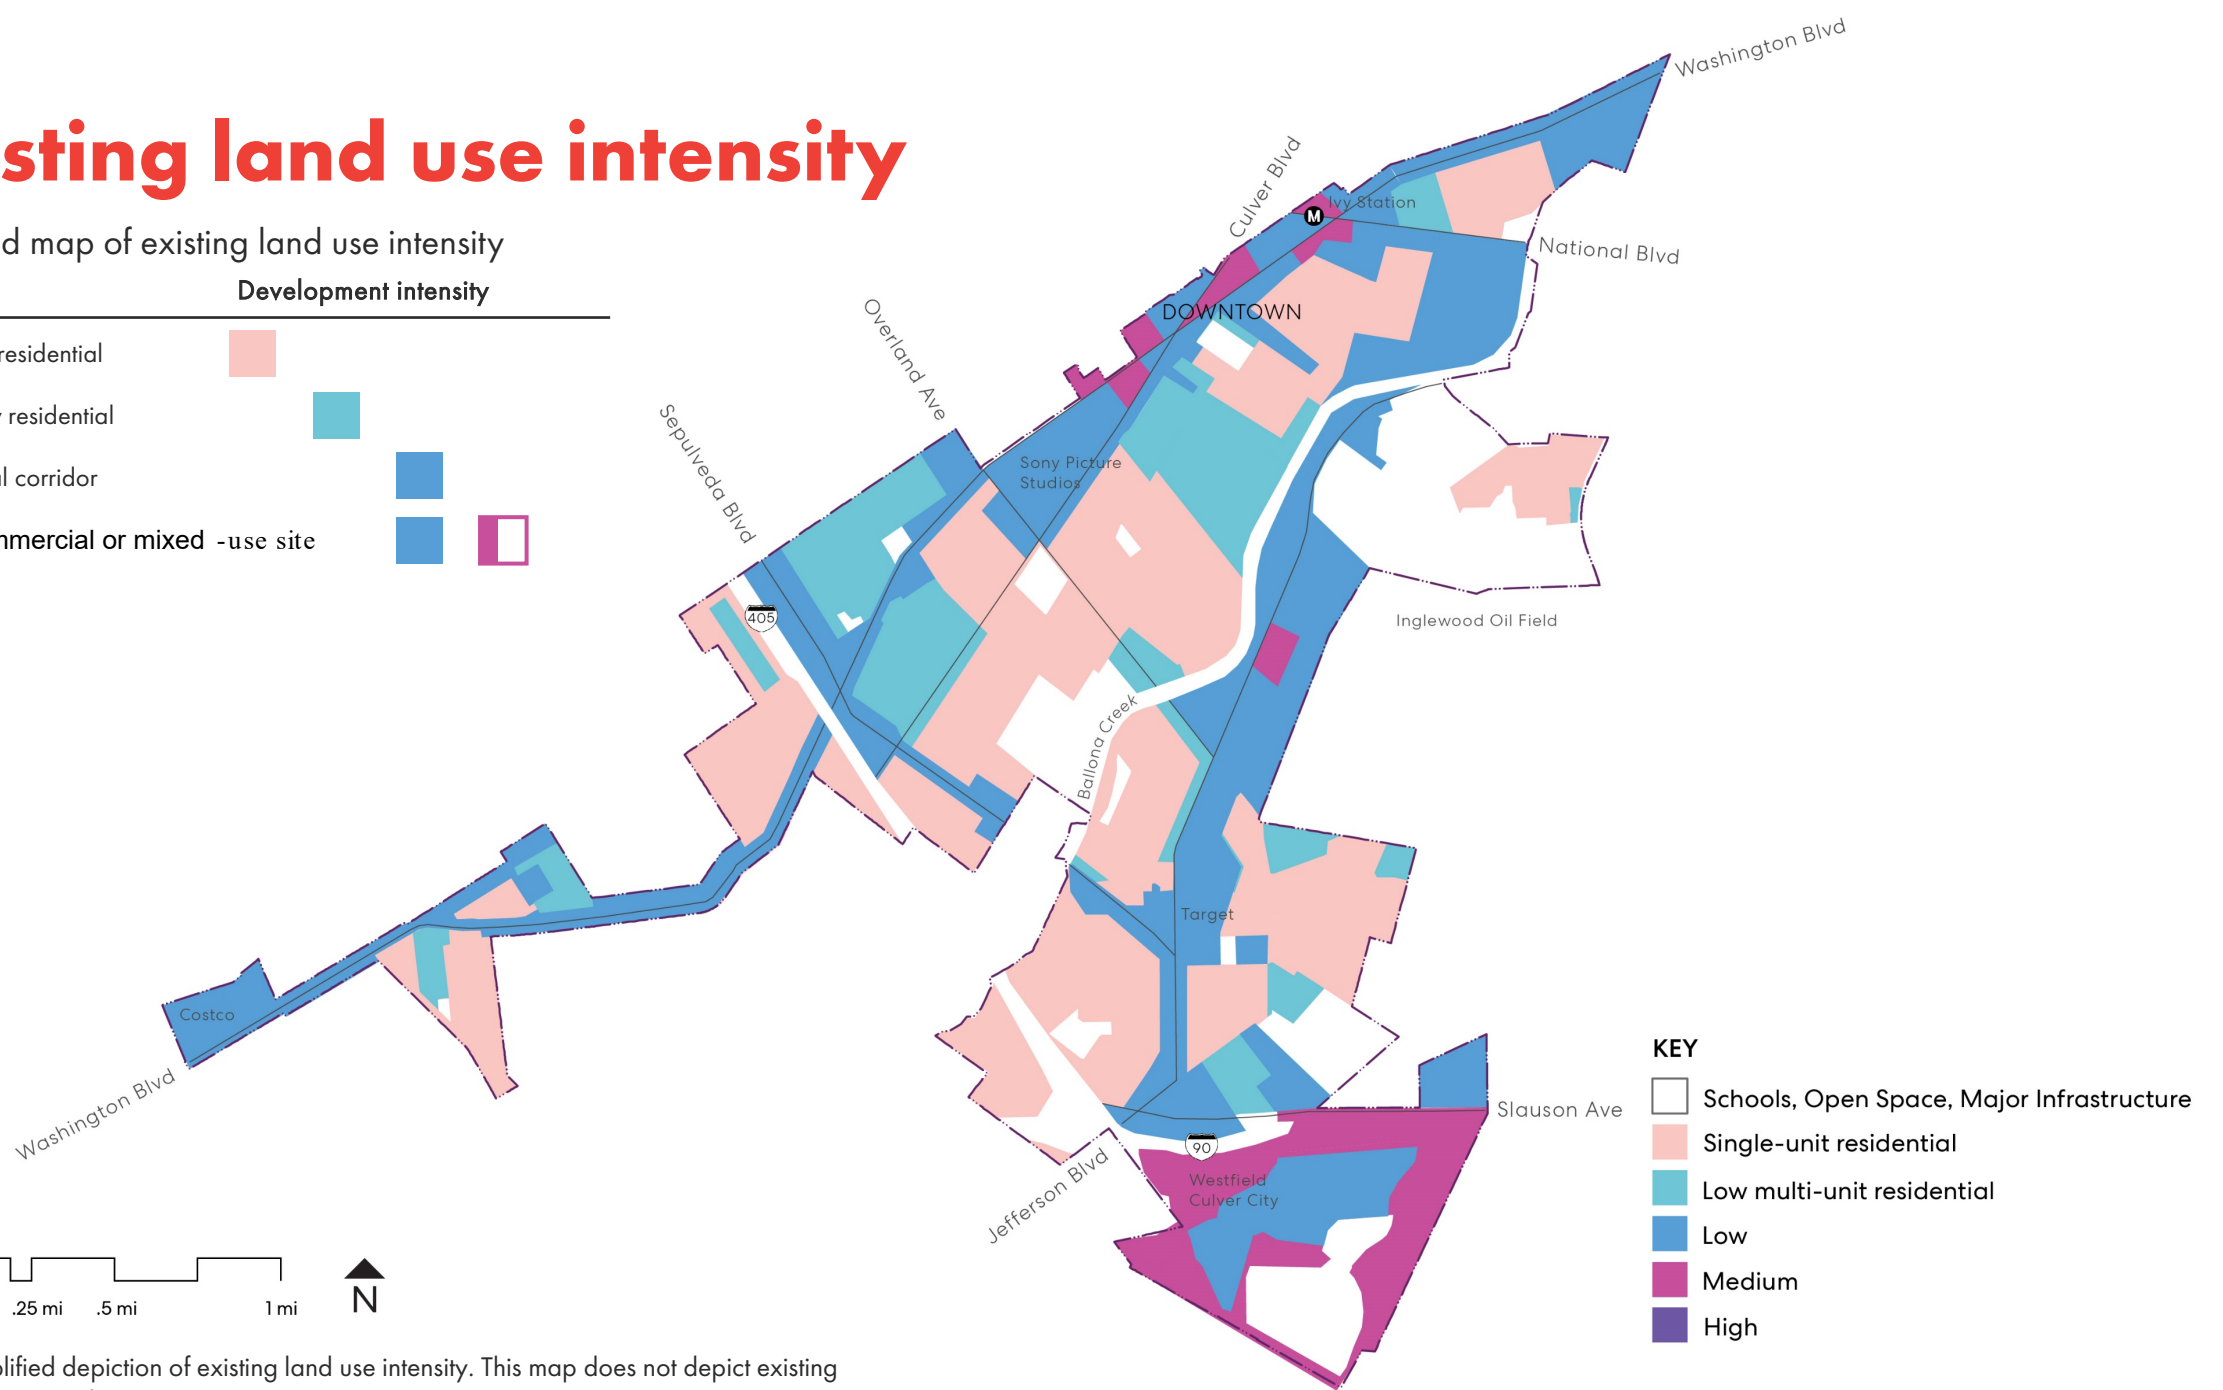 sting land use intensity
d map of existing land use intensity
Development intensity
residential
residential
l corridor
mmercial or mixed -use site
Washington Blvd
Culver Blvd
Ivy Station
M
National Blvd
DOWNTOWN
Overland Ave
Sepulveda Blvd
Sony Picture
Studios
405
Inglewood Oil Field
Ballona Creek
Target
Costco
Washington Blvd
Slauson Ave
90
Jefferson Blvd
Westfield
Culver City
KEY
Schools, Open Space, Major Infrastructure
Single-unit residential
Low multi-unit residential
Low
Medium
High
.25 mi .5 mi 1 mi
N
plified depiction of existing land use intensity. This map does not depict existing